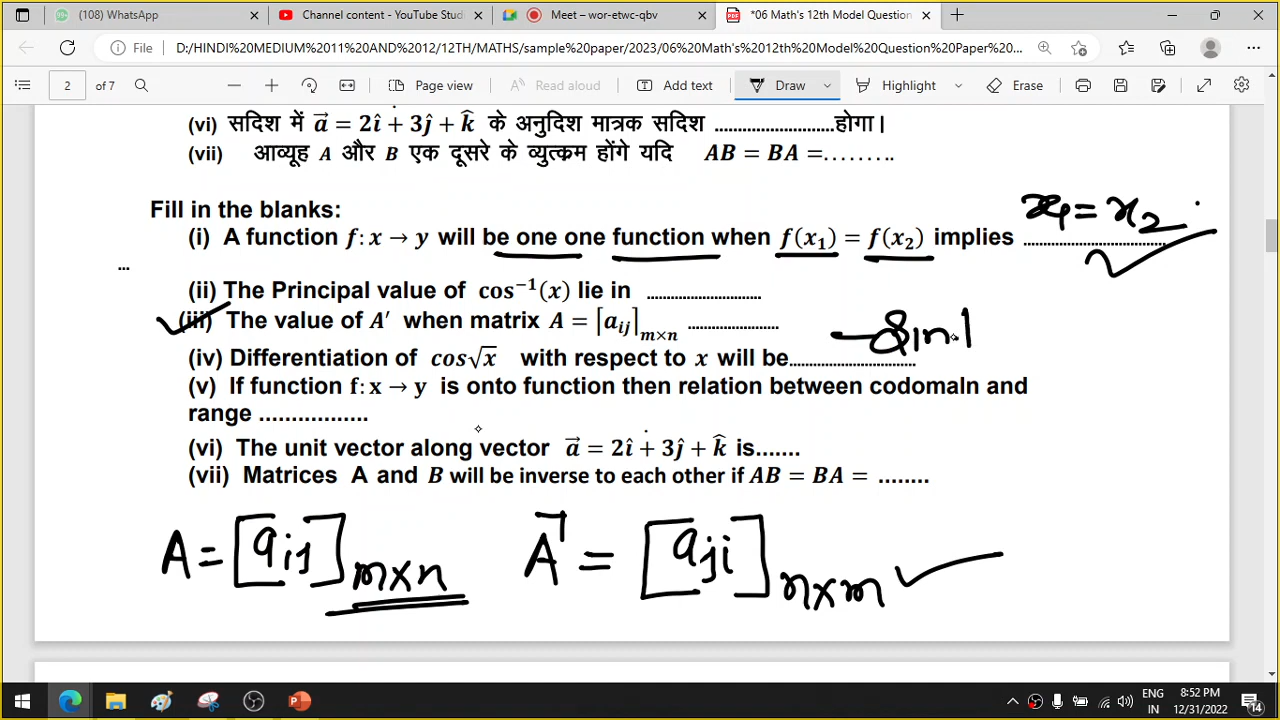 (108) WhatsApp
Channel content - YouTube Stud
Meet – wor-etwc-qbv
*06 Math's 12th Model Question
File
D:/HINDI%20MEDIUM%2011%20AND%2012/12TH/MATHS/sample%20paper/2023/06%20Math's%2012th%20Model%20Question%20Paper%20...
2 of 7
Page view
Read aloud
Add text
Draw
Highlight
Erase
(vi) सदिश में a⃗ = 2î + 3ĵ + k̂ के अनुदिश मात्रक सदिश ........................होगा।
(vii) आव्यूह A और B एक दूसरे के व्युत्क्रम होंगे यदि AB = BA =.........
Fill in the blanks:
x₁ = x₂
(i) A function f: x → y will be one one function when f(x₁) = f(x₂) implies ..........................
...
(ii) The Principal value of cos⁻¹(x) lie in ..........................
(iii) The value of A′ when matrix A = [aᵢⱼ]ₘ×ₙ ....................
- Sin
(iv) Differentiation of cos√x with respect to x will be............................
(v) If function f: x → y is onto function then relation between codomaln and
range .................
(vi) The unit vector along vector a⃗ = 2î + 3ĵ + k̂ is.......
(vii) Matrices A and B will be inverse to each other if AB = BA = ........
A = [aij] m×n A' = [aji] n×m
ENG
IN
8:52 PM
12/31/2022
14